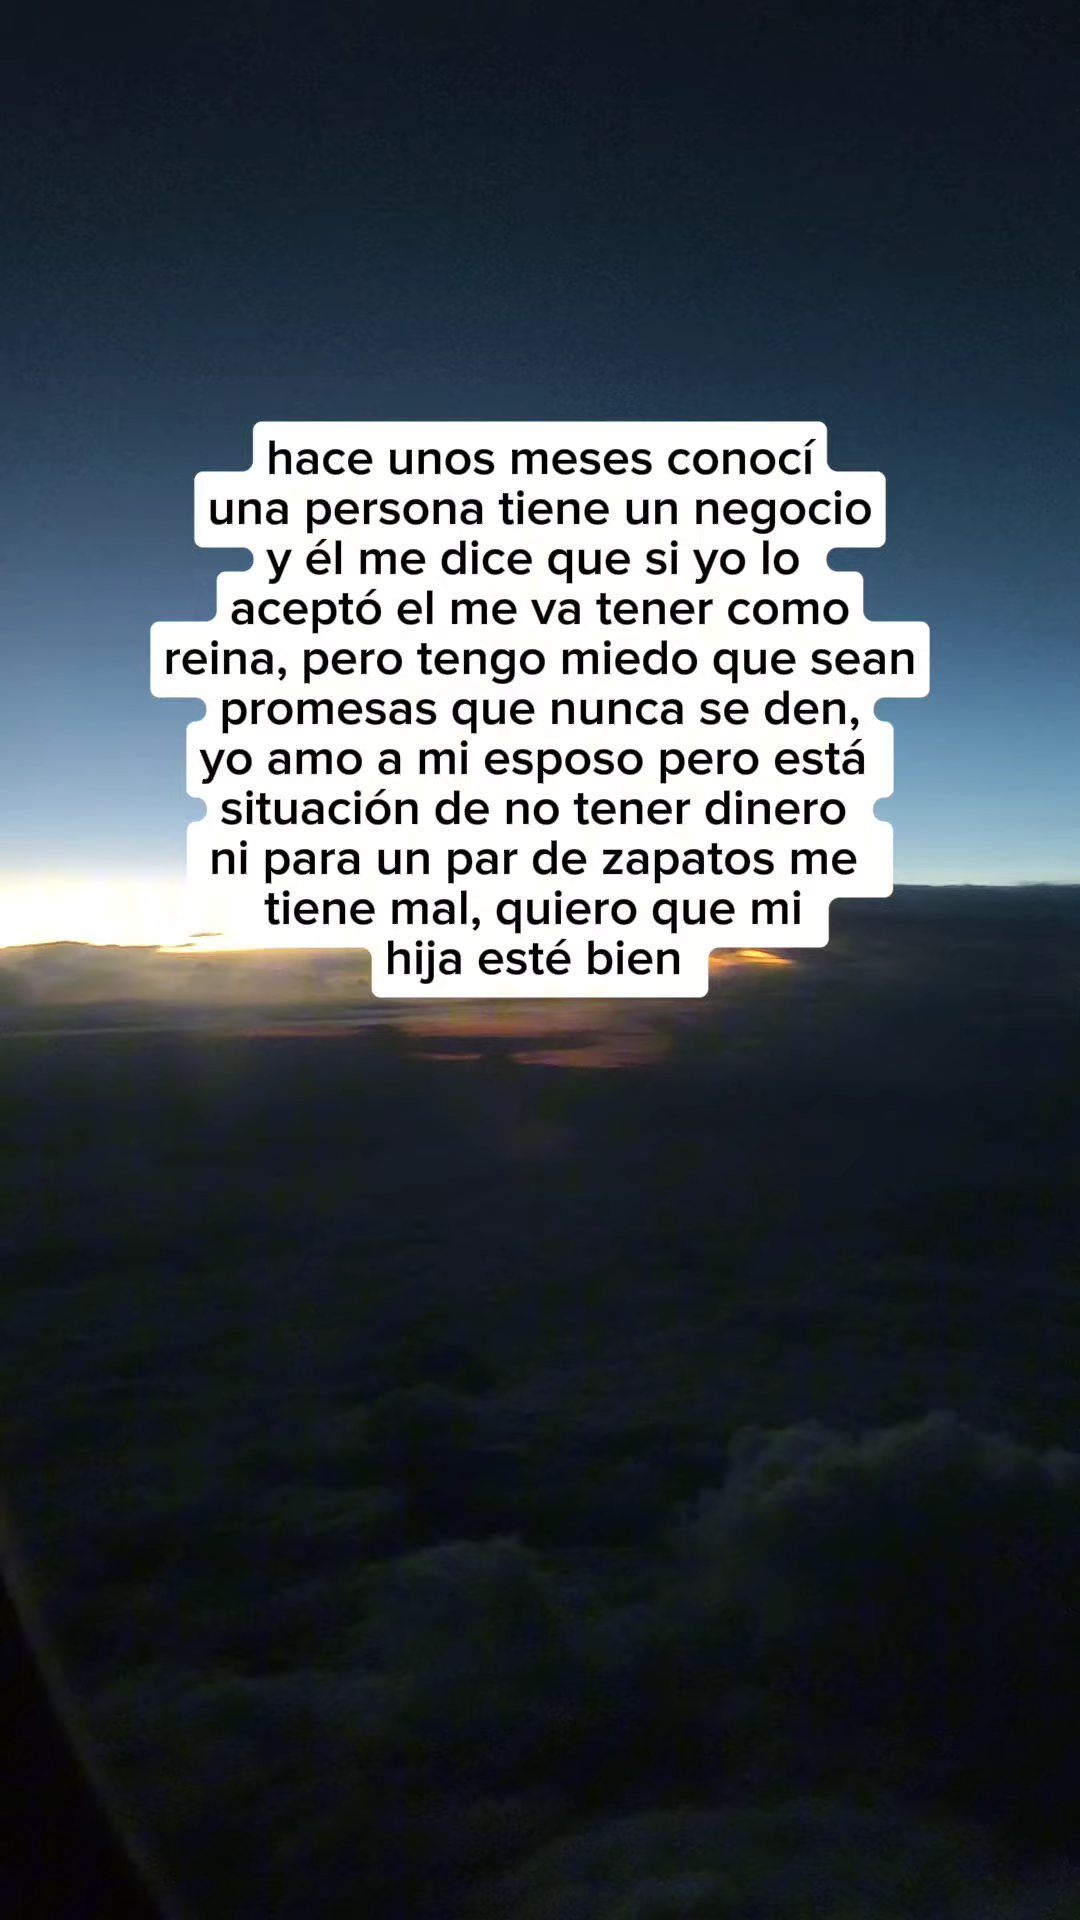 hace unos meses conocí
una persona tiene un negocio
y él me dice que si yo lo
aceptó el me va tener como
reina, pero tengo miedo que sean
promesas que nunca se den,
yo amo a mi esposo pero está
situación de no tener dinero
ni para un par de zapatos me
tiene mal, quiero que mi
hija esté bien